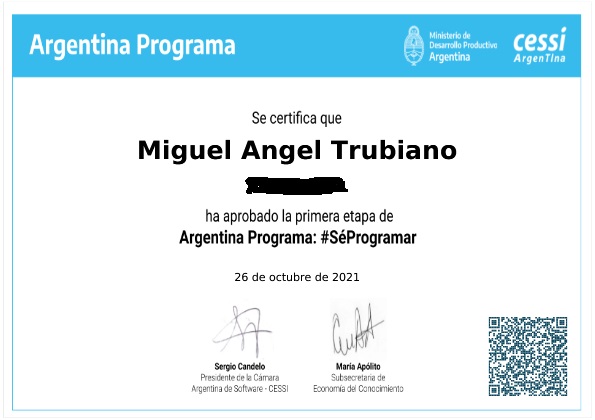 Argentina Programa
Ministerio de
Desarrollo Productivo
Argentina
cessi
ArgenTIna
Se certifica que
Miguel Angel Trubiano
ha aprobado la primera etapa de
Argentina Programa: #SéProgramar
26 de octubre de 2021
Sergio Candelo
Presidente de la Cámara
Argentina de Software - CESSI
María Apólito
Subsecretaria de
Economía del Conocimiento